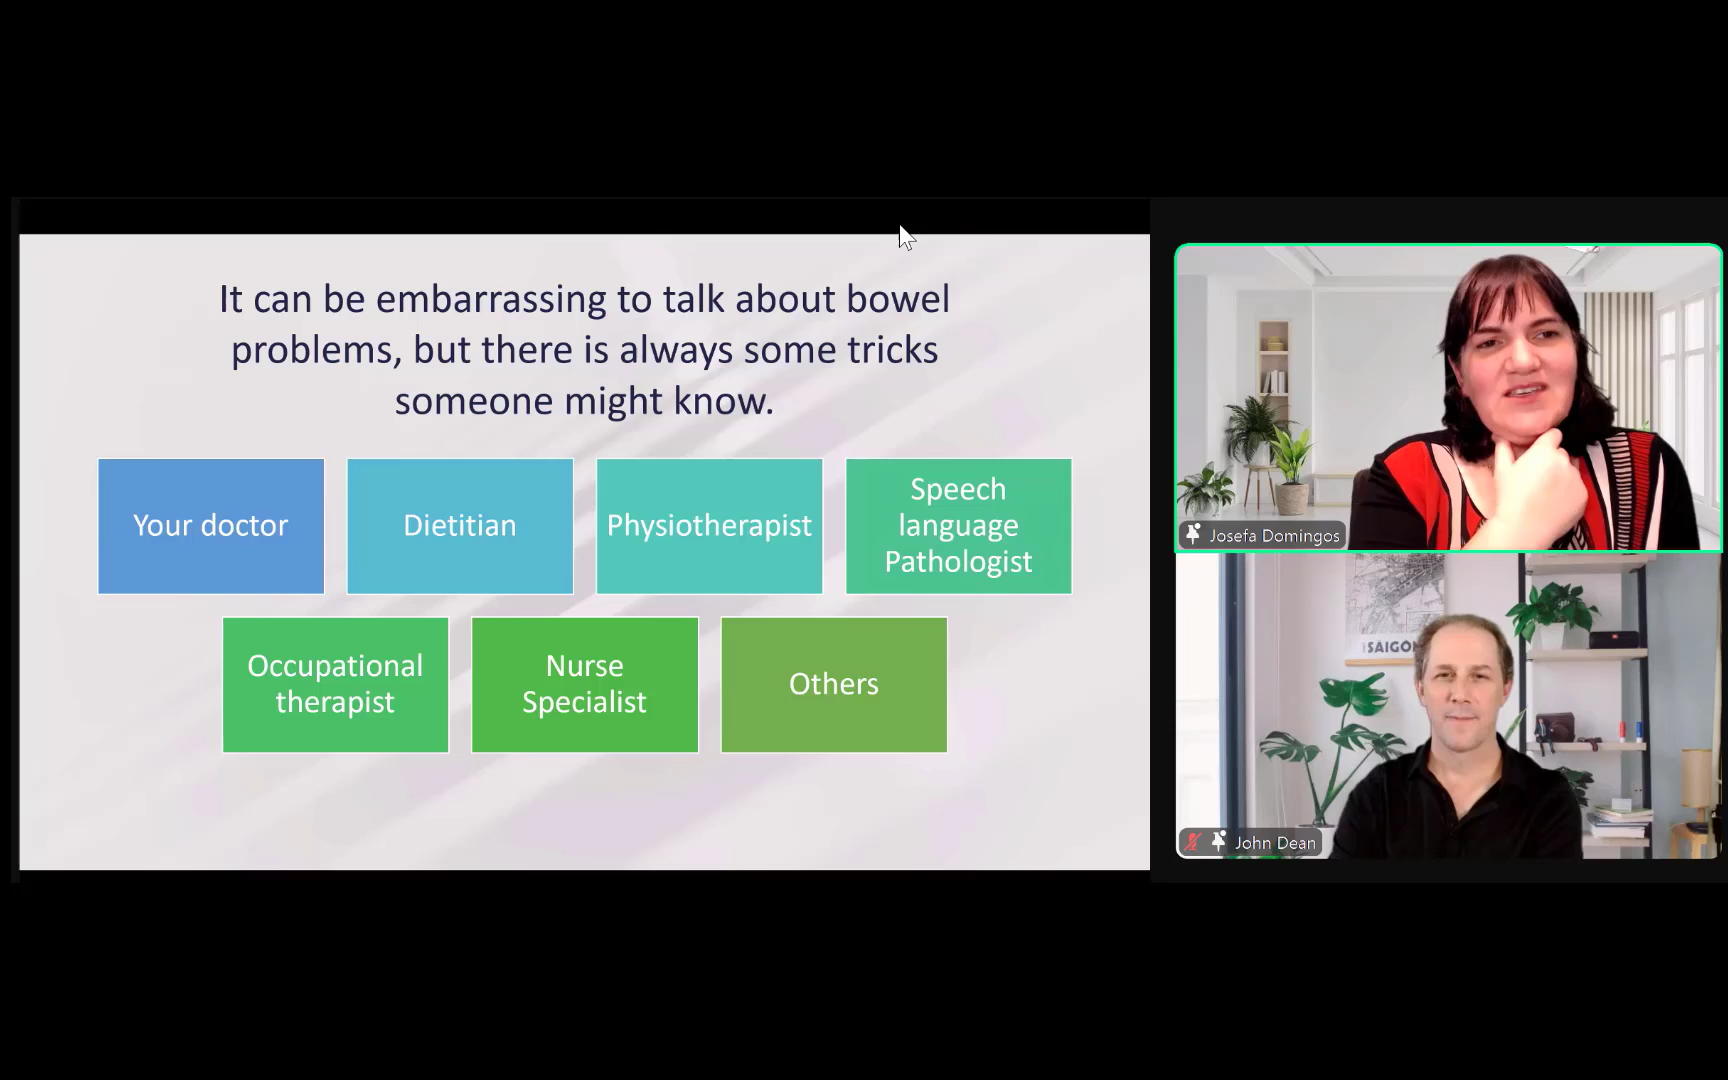 It can be embarrassing to talk about bowel
problems, but there is always some tricks
someone might know.
Your doctor
Dietitian
Physiotherapist
Speech
language
Pathologist
Occupational
therapist
Nurse
Specialist
Others
Josefa Domingos
SAIGON
John Dean